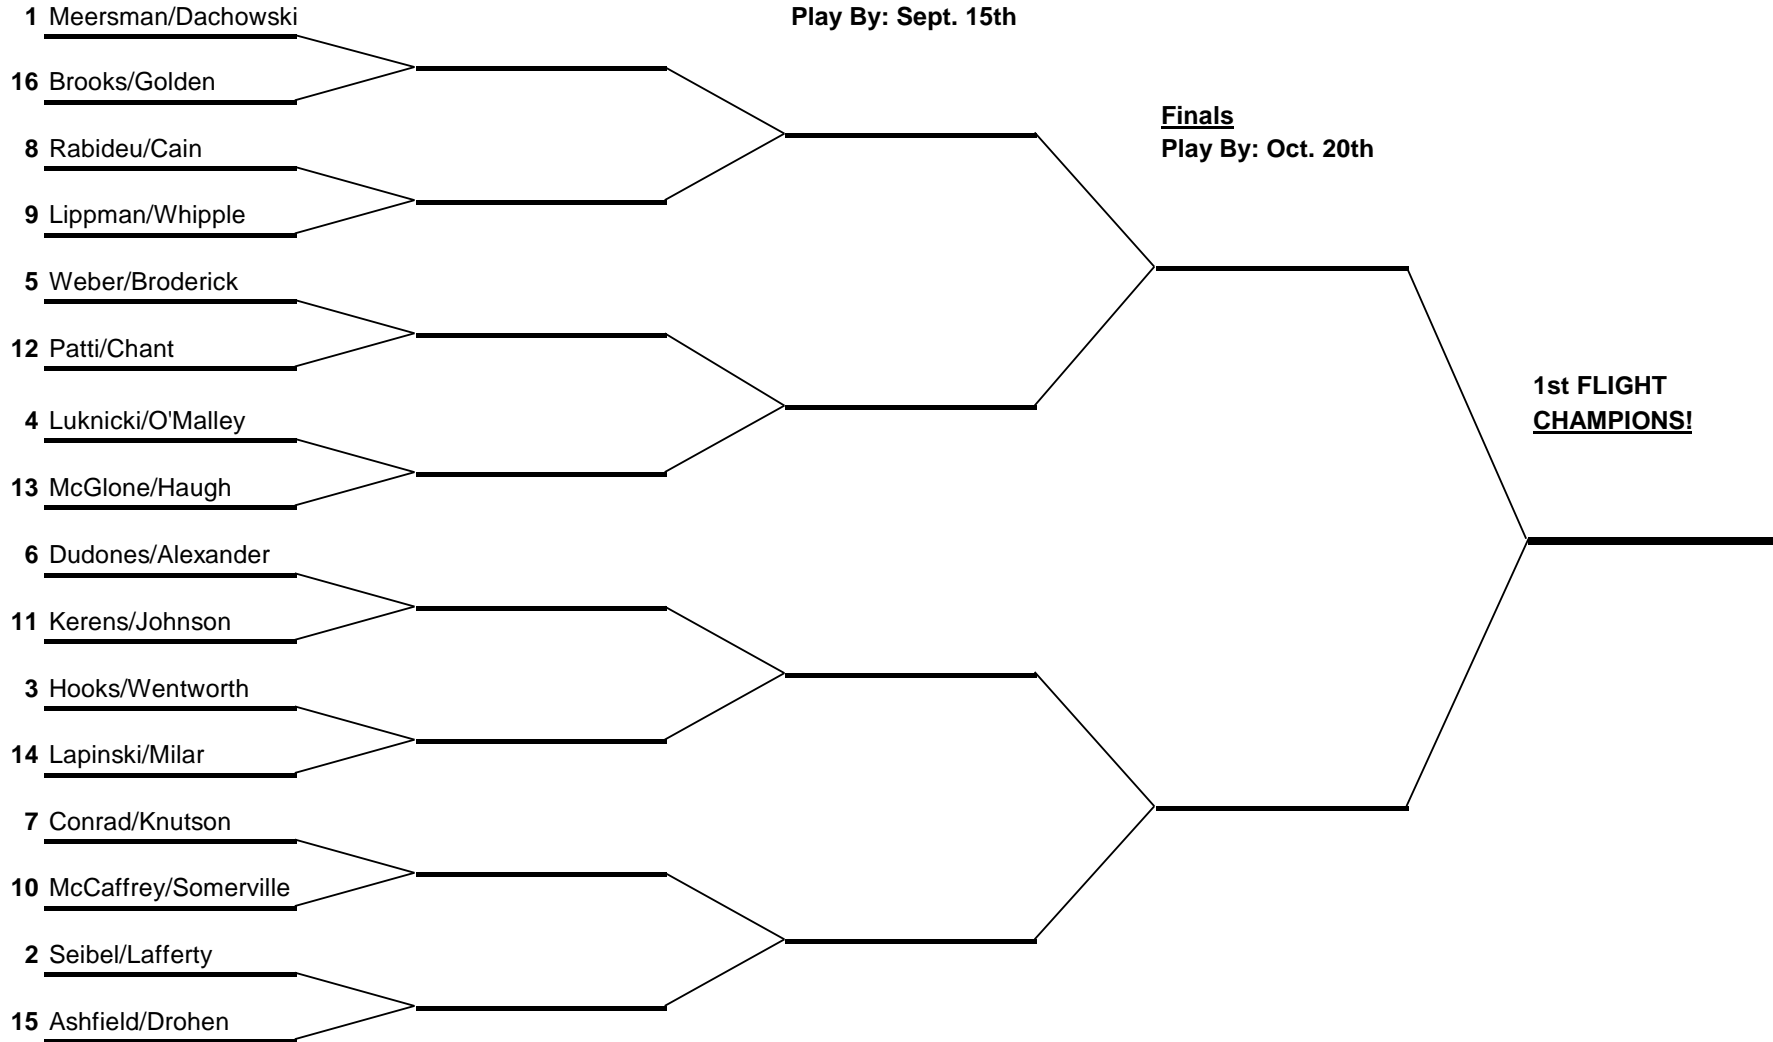 1 Meersman/Dachowski
Play By: Sept. 15th
16 Brooks/Golden
Finals
Play By: Oct. 20th
8 Rabideu/Cain
9 Lippman/Whipple
5 Weber/Broderick
12 Patti/Chant
1st FLIGHT
CHAMPIONS!
4 Luknicki/O'Malley
13 McGlone/Haugh
6 Dudones/Alexander
11 Kerens/Johnson
3 Hooks/Wentworth
14 Lapinski/Milar
7 Conrad/Knutson
10 McCaffrey/Somerville
2 Seibel/Lafferty
15 Ashfield/Drohen